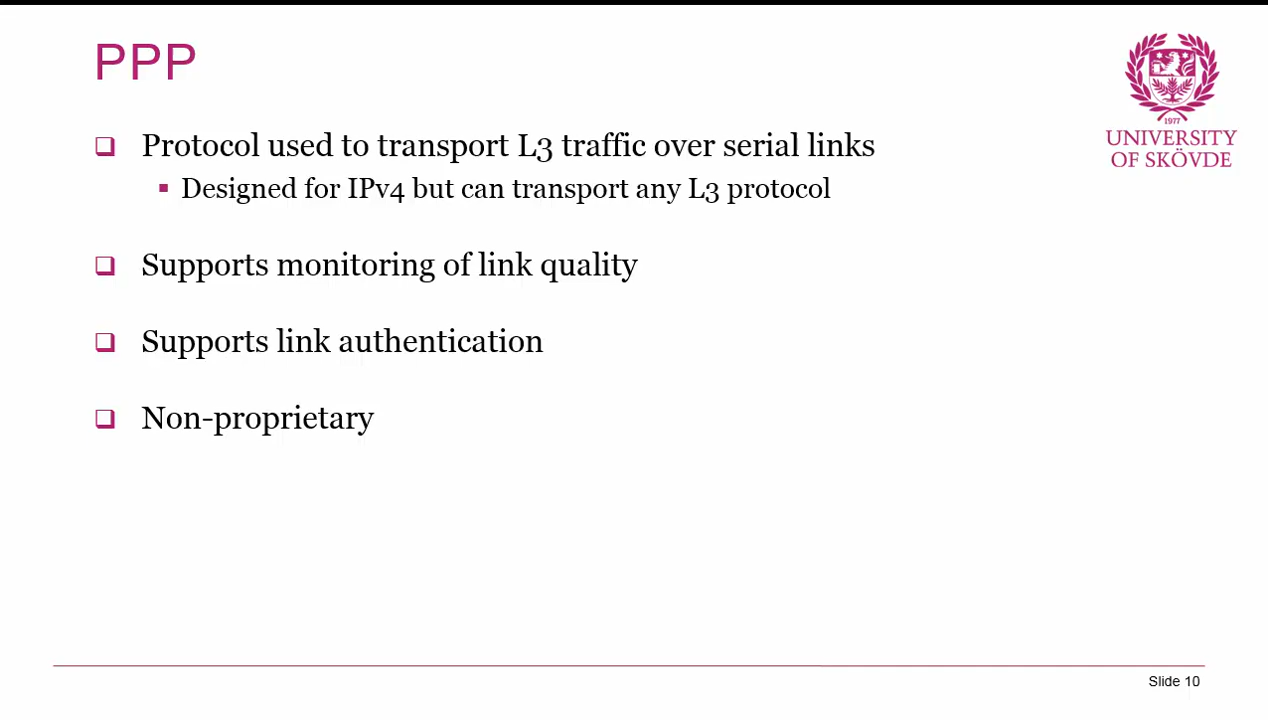 PPP
Protocol used to transport L3 traffic over serial links
Designed for IPv4 but can transport any L3 protocol
Supports monitoring of link quality
Supports link authentication
Non-proprietary
1977
UNIVERSITY
OF SKÖVDE
Slide 10